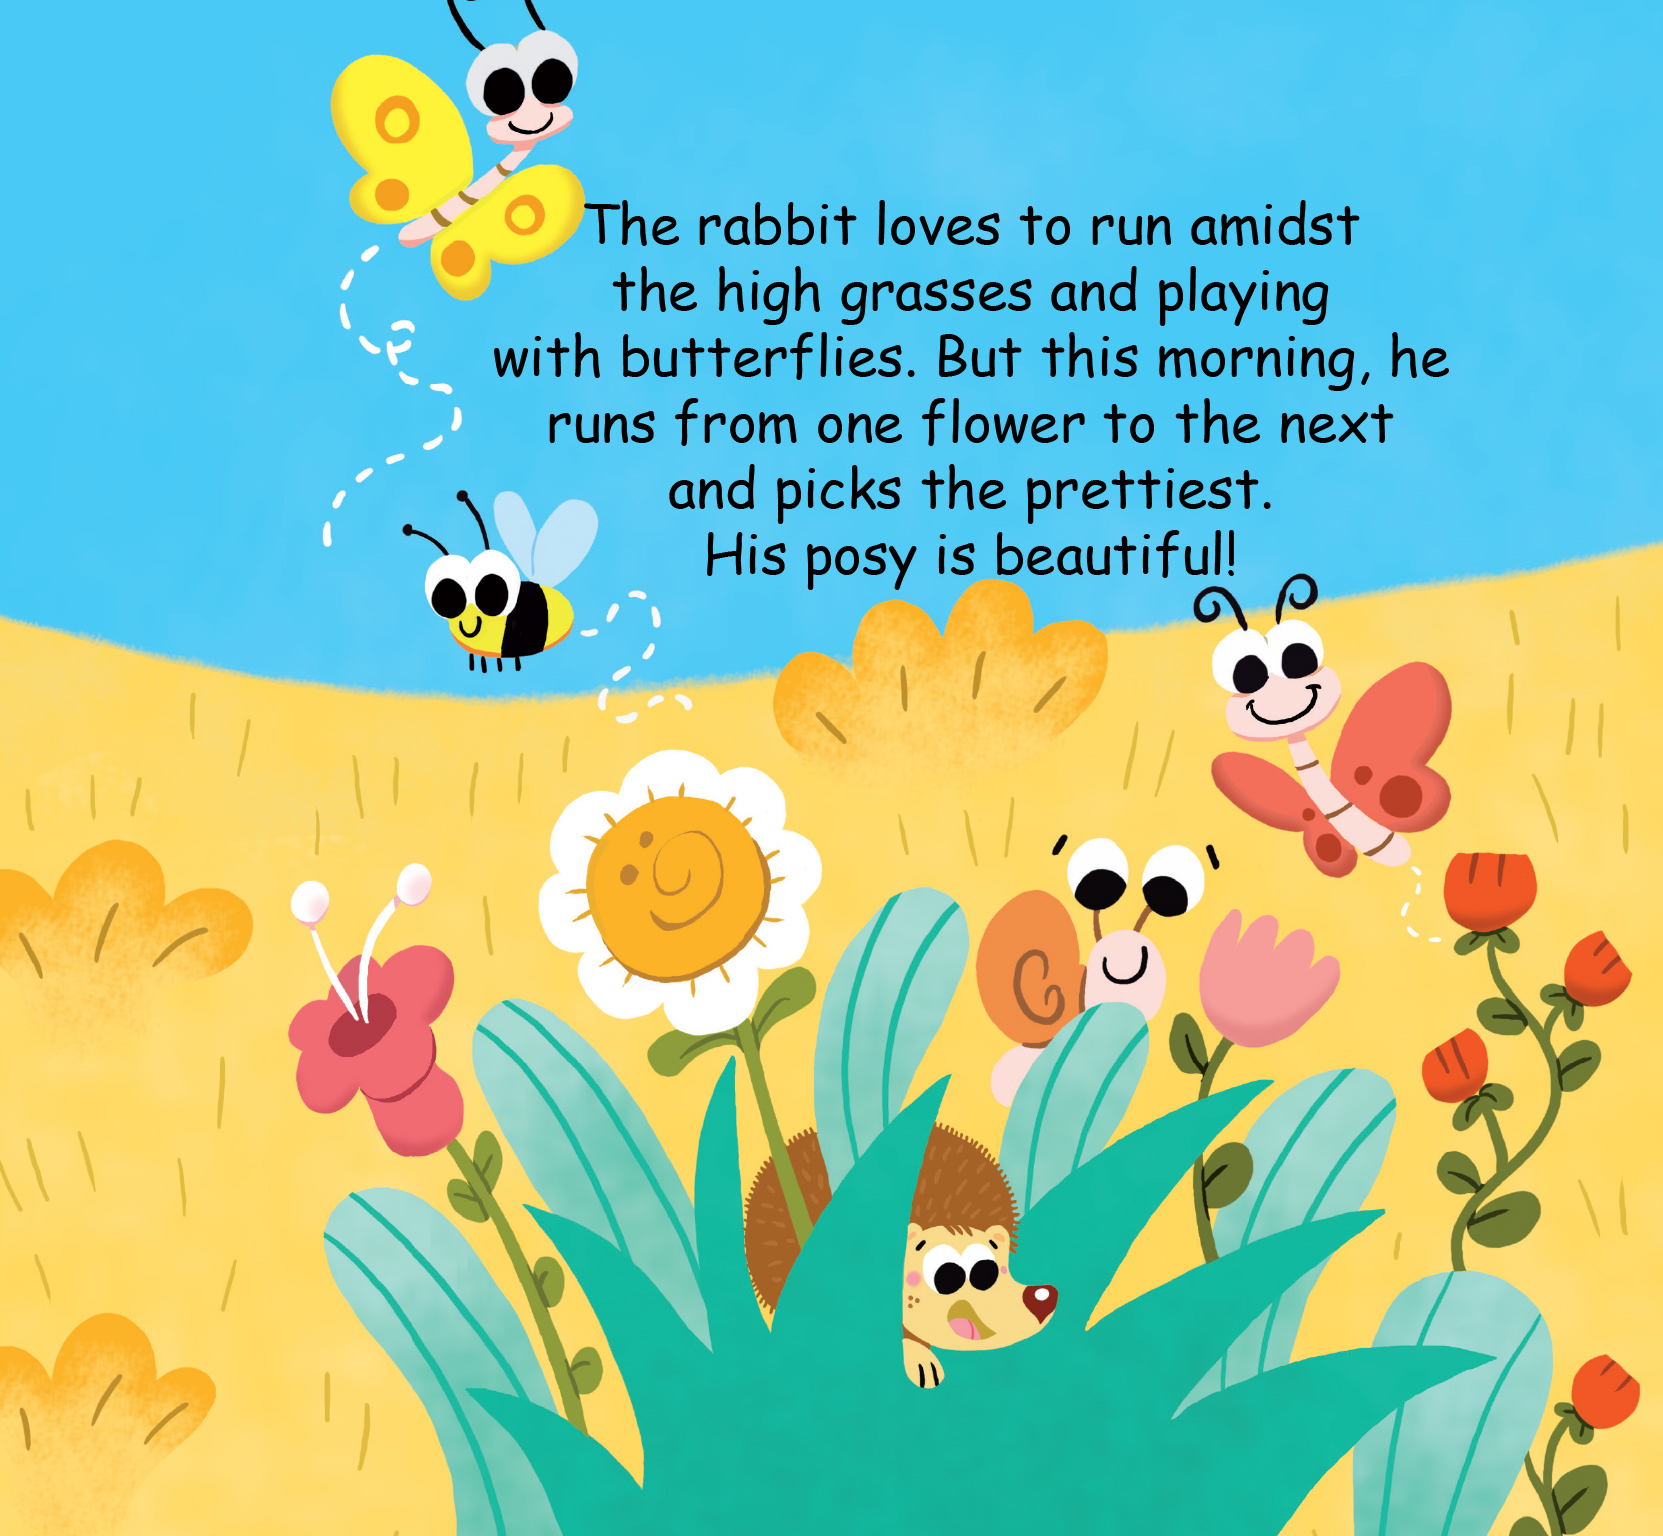 The rabbit loves to run amidst
the high grasses and playing
with butterflies. But this morning, he
runs from one flower to the next
and picks the prettiest.
His posy is beautiful!